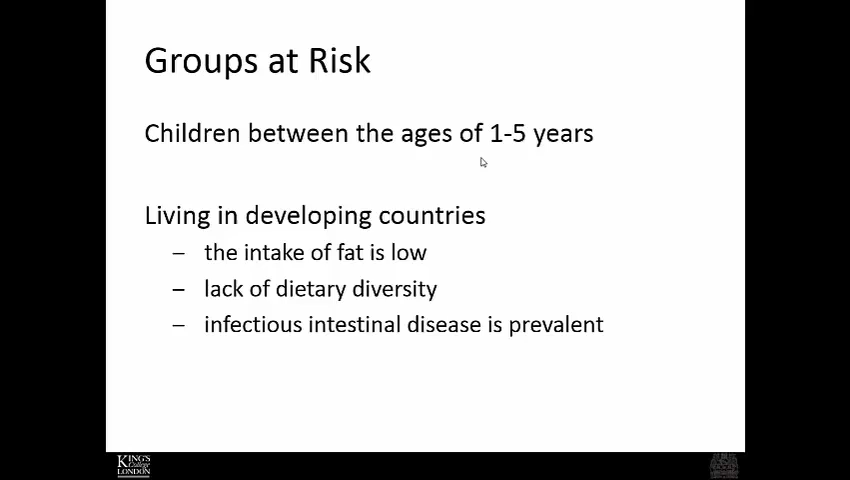 Groups at Risk
Children between the ages of 1-5 years
Living in developing countries
– the intake of fat is low
– lack of dietary diversity
– infectious intestinal disease is prevalent
KING'S
College
LONDON